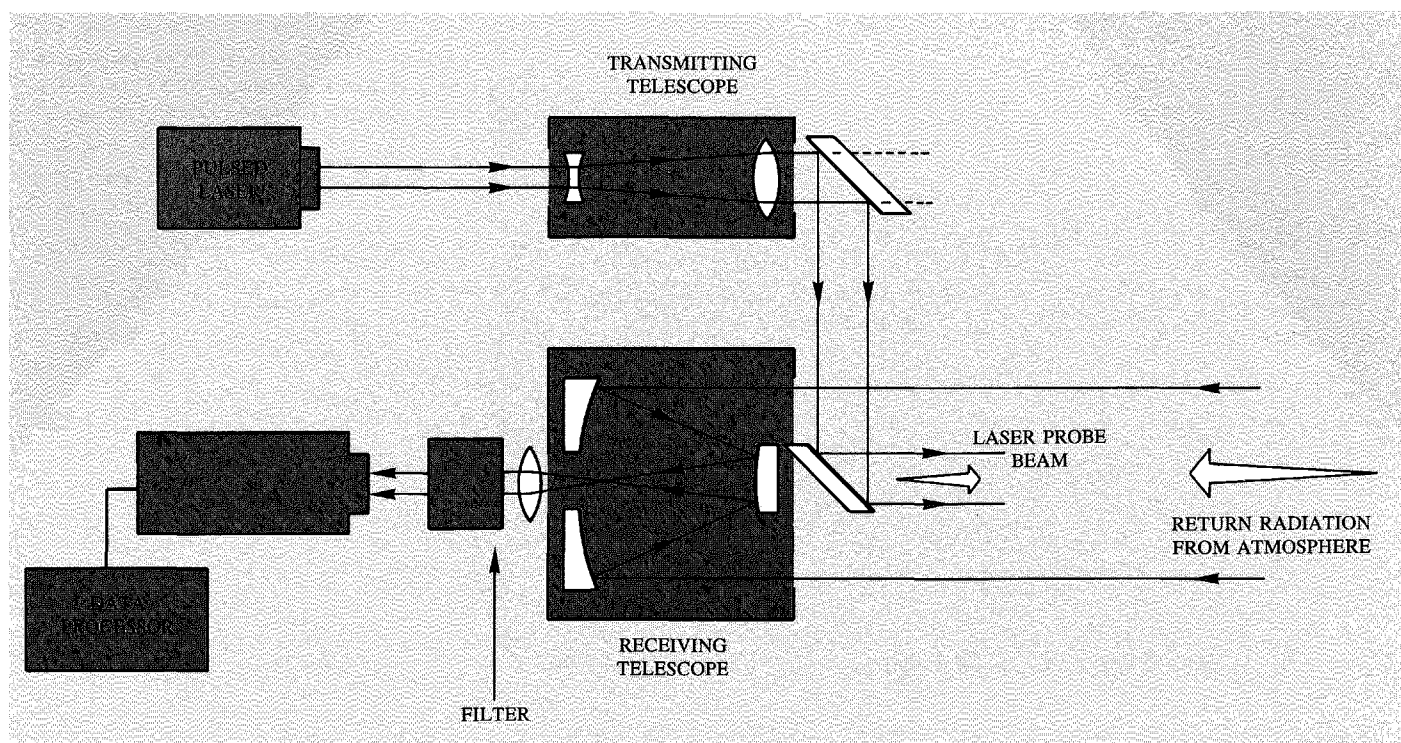 TRANSMITTING
TELESCOPE
PULSED
LASER
LASER PROBE
BEAM
RETURN RADIATION
FROM ATMOSPHERE
DATA
PROCESSOR
RECEIVING
TELESCOPE
FILTER